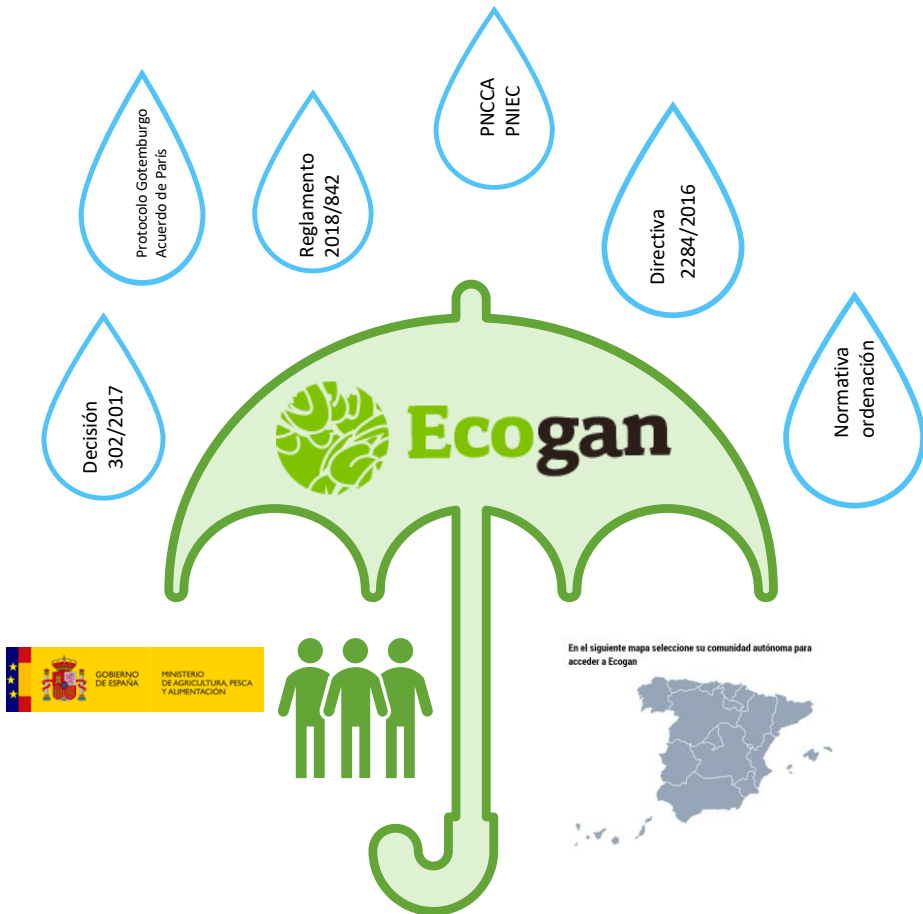 PNCCA
PNIEC
Protocolo Gotemburgo
Acuerdo de París
Reglamento
2018/842
Directiva
2284/2016
Decisión
302/2017
Normativa
ordenación
Ecogan
GOBIERNO
DE ESPAÑA
MINISTERIO
DE AGRICULTURA, PESCA
Y ALIMENTACIÓN
En el siguiente mapa seleccione su comunidad autónoma para
acceder a Ecogan